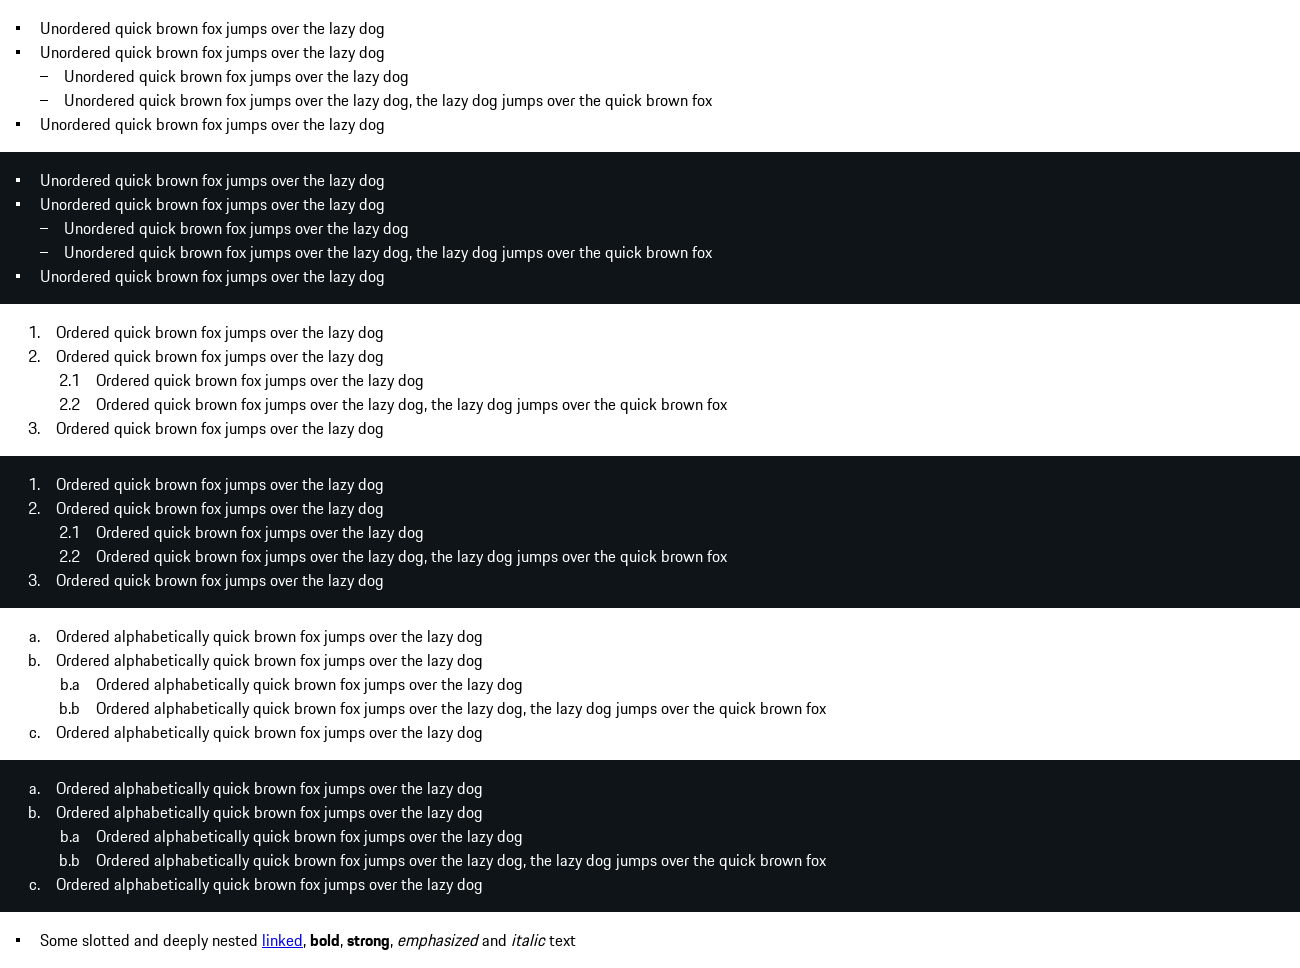 ▪ Unordered quick brown fox jumps over the lazy dog
▪ Unordered quick brown fox jumps over the lazy dog
– Unordered quick brown fox jumps over the lazy dog
– Unordered quick brown fox jumps over the lazy dog, the lazy dog jumps over the quick brown fox
▪ Unordered quick brown fox jumps over the lazy dog
▪ Unordered quick brown fox jumps over the lazy dog
▪ Unordered quick brown fox jumps over the lazy dog
– Unordered quick brown fox jumps over the lazy dog
– Unordered quick brown fox jumps over the lazy dog, the lazy dog jumps over the quick brown fox
▪ Unordered quick brown fox jumps over the lazy dog
1. Ordered quick brown fox jumps over the lazy dog
2. Ordered quick brown fox jumps over the lazy dog
2.1 Ordered quick brown fox jumps over the lazy dog
2.2 Ordered quick brown fox jumps over the lazy dog, the lazy dog jumps over the quick brown fox
3. Ordered quick brown fox jumps over the lazy dog
1. Ordered quick brown fox jumps over the lazy dog
2. Ordered quick brown fox jumps over the lazy dog
2.1 Ordered quick brown fox jumps over the lazy dog
2.2 Ordered quick brown fox jumps over the lazy dog, the lazy dog jumps over the quick brown fox
3. Ordered quick brown fox jumps over the lazy dog
a. Ordered alphabetically quick brown fox jumps over the lazy dog
b. Ordered alphabetically quick brown fox jumps over the lazy dog
b.a Ordered alphabetically quick brown fox jumps over the lazy dog
b.b Ordered alphabetically quick brown fox jumps over the lazy dog, the lazy dog jumps over the quick brown fox
c. Ordered alphabetically quick brown fox jumps over the lazy dog
a. Ordered alphabetically quick brown fox jumps over the lazy dog
b. Ordered alphabetically quick brown fox jumps over the lazy dog
b.a Ordered alphabetically quick brown fox jumps over the lazy dog
b.b Ordered alphabetically quick brown fox jumps over the lazy dog, the lazy dog jumps over the quick brown fox
c. Ordered alphabetically quick brown fox jumps over the lazy dog
▪ Some slotted and deeply nested linked, bold, strong, emphasized and italic text